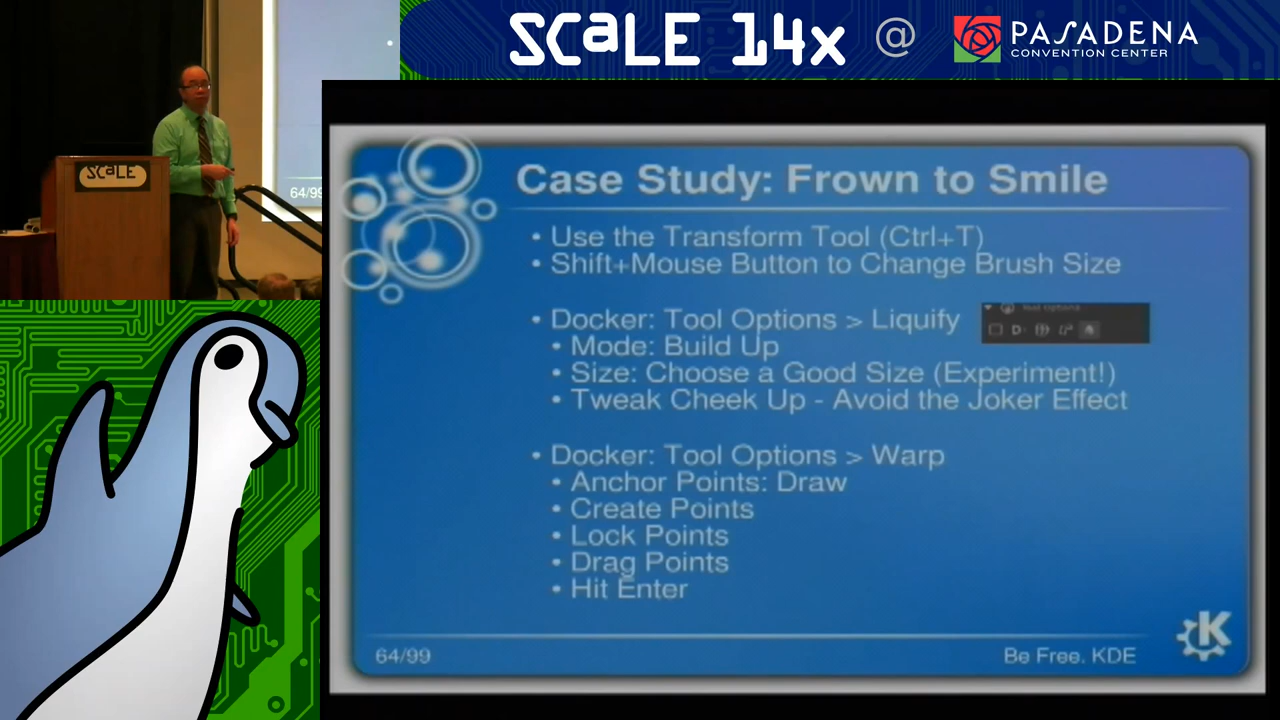 SCALE 14x @ PASADENA
CONVENTION CENTER
SCALE
64/99
Case Study: Frown to Smile
• Use the Transform Tool (Ctrl+T)
• Shift+Mouse Button to Change Brush Size
• Docker: Tool Options > Liquify
Tool Options
• Mode: Build Up
• Size: Choose a Good Size (Experiment!)
• Tweak Cheek Up - Avoid the Joker Effect
• Docker: Tool Options > Warp
• Anchor Points: Draw
• Create Points
• Lock Points
• Drag Points
• Hit Enter
64/99
Be Free. KDE
K